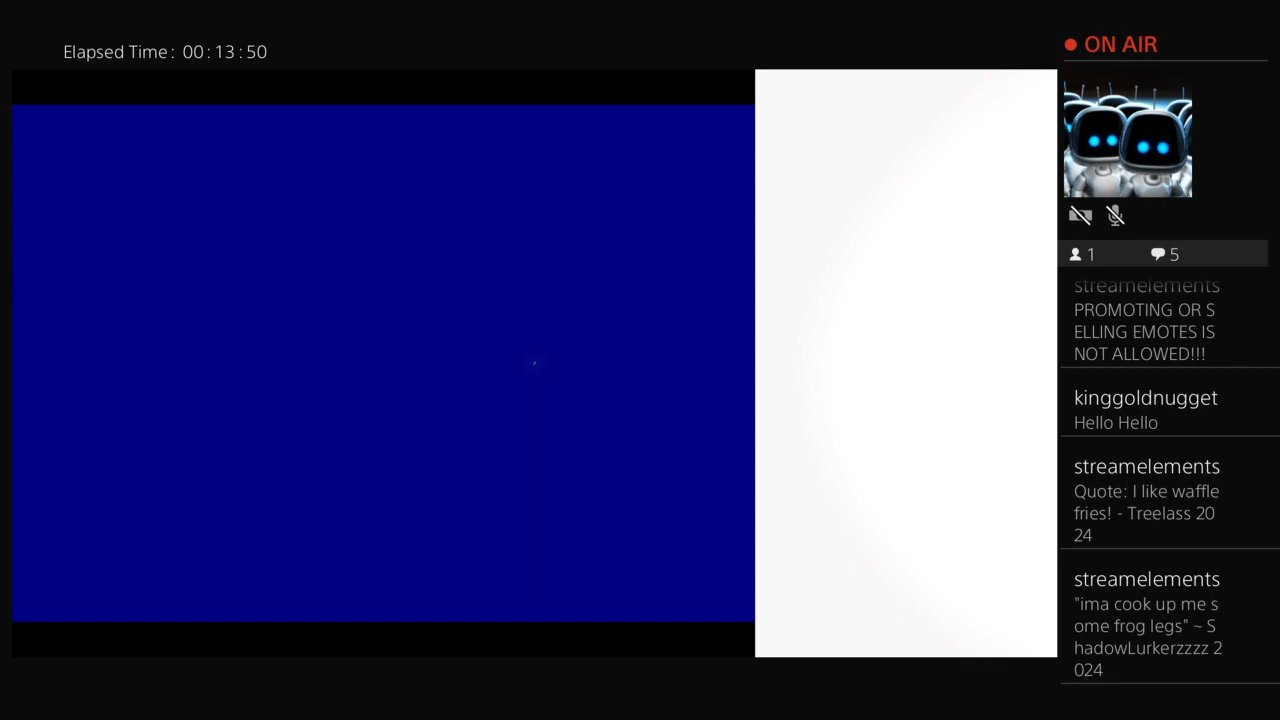 Elapsed Time: 00:13:50
ON AIR
1
5
streamelements
PROMOTING OR S
ELLING EMOTES IS
NOT ALLOWED!!!
kinggoldnugget
Hello Hello
streamelements
Quote: I like waffle
fries! - Treelass 20
24
streamelements
"ima cook up me s
ome frog legs" ~ S
hadowLurkerzzzz 2
024